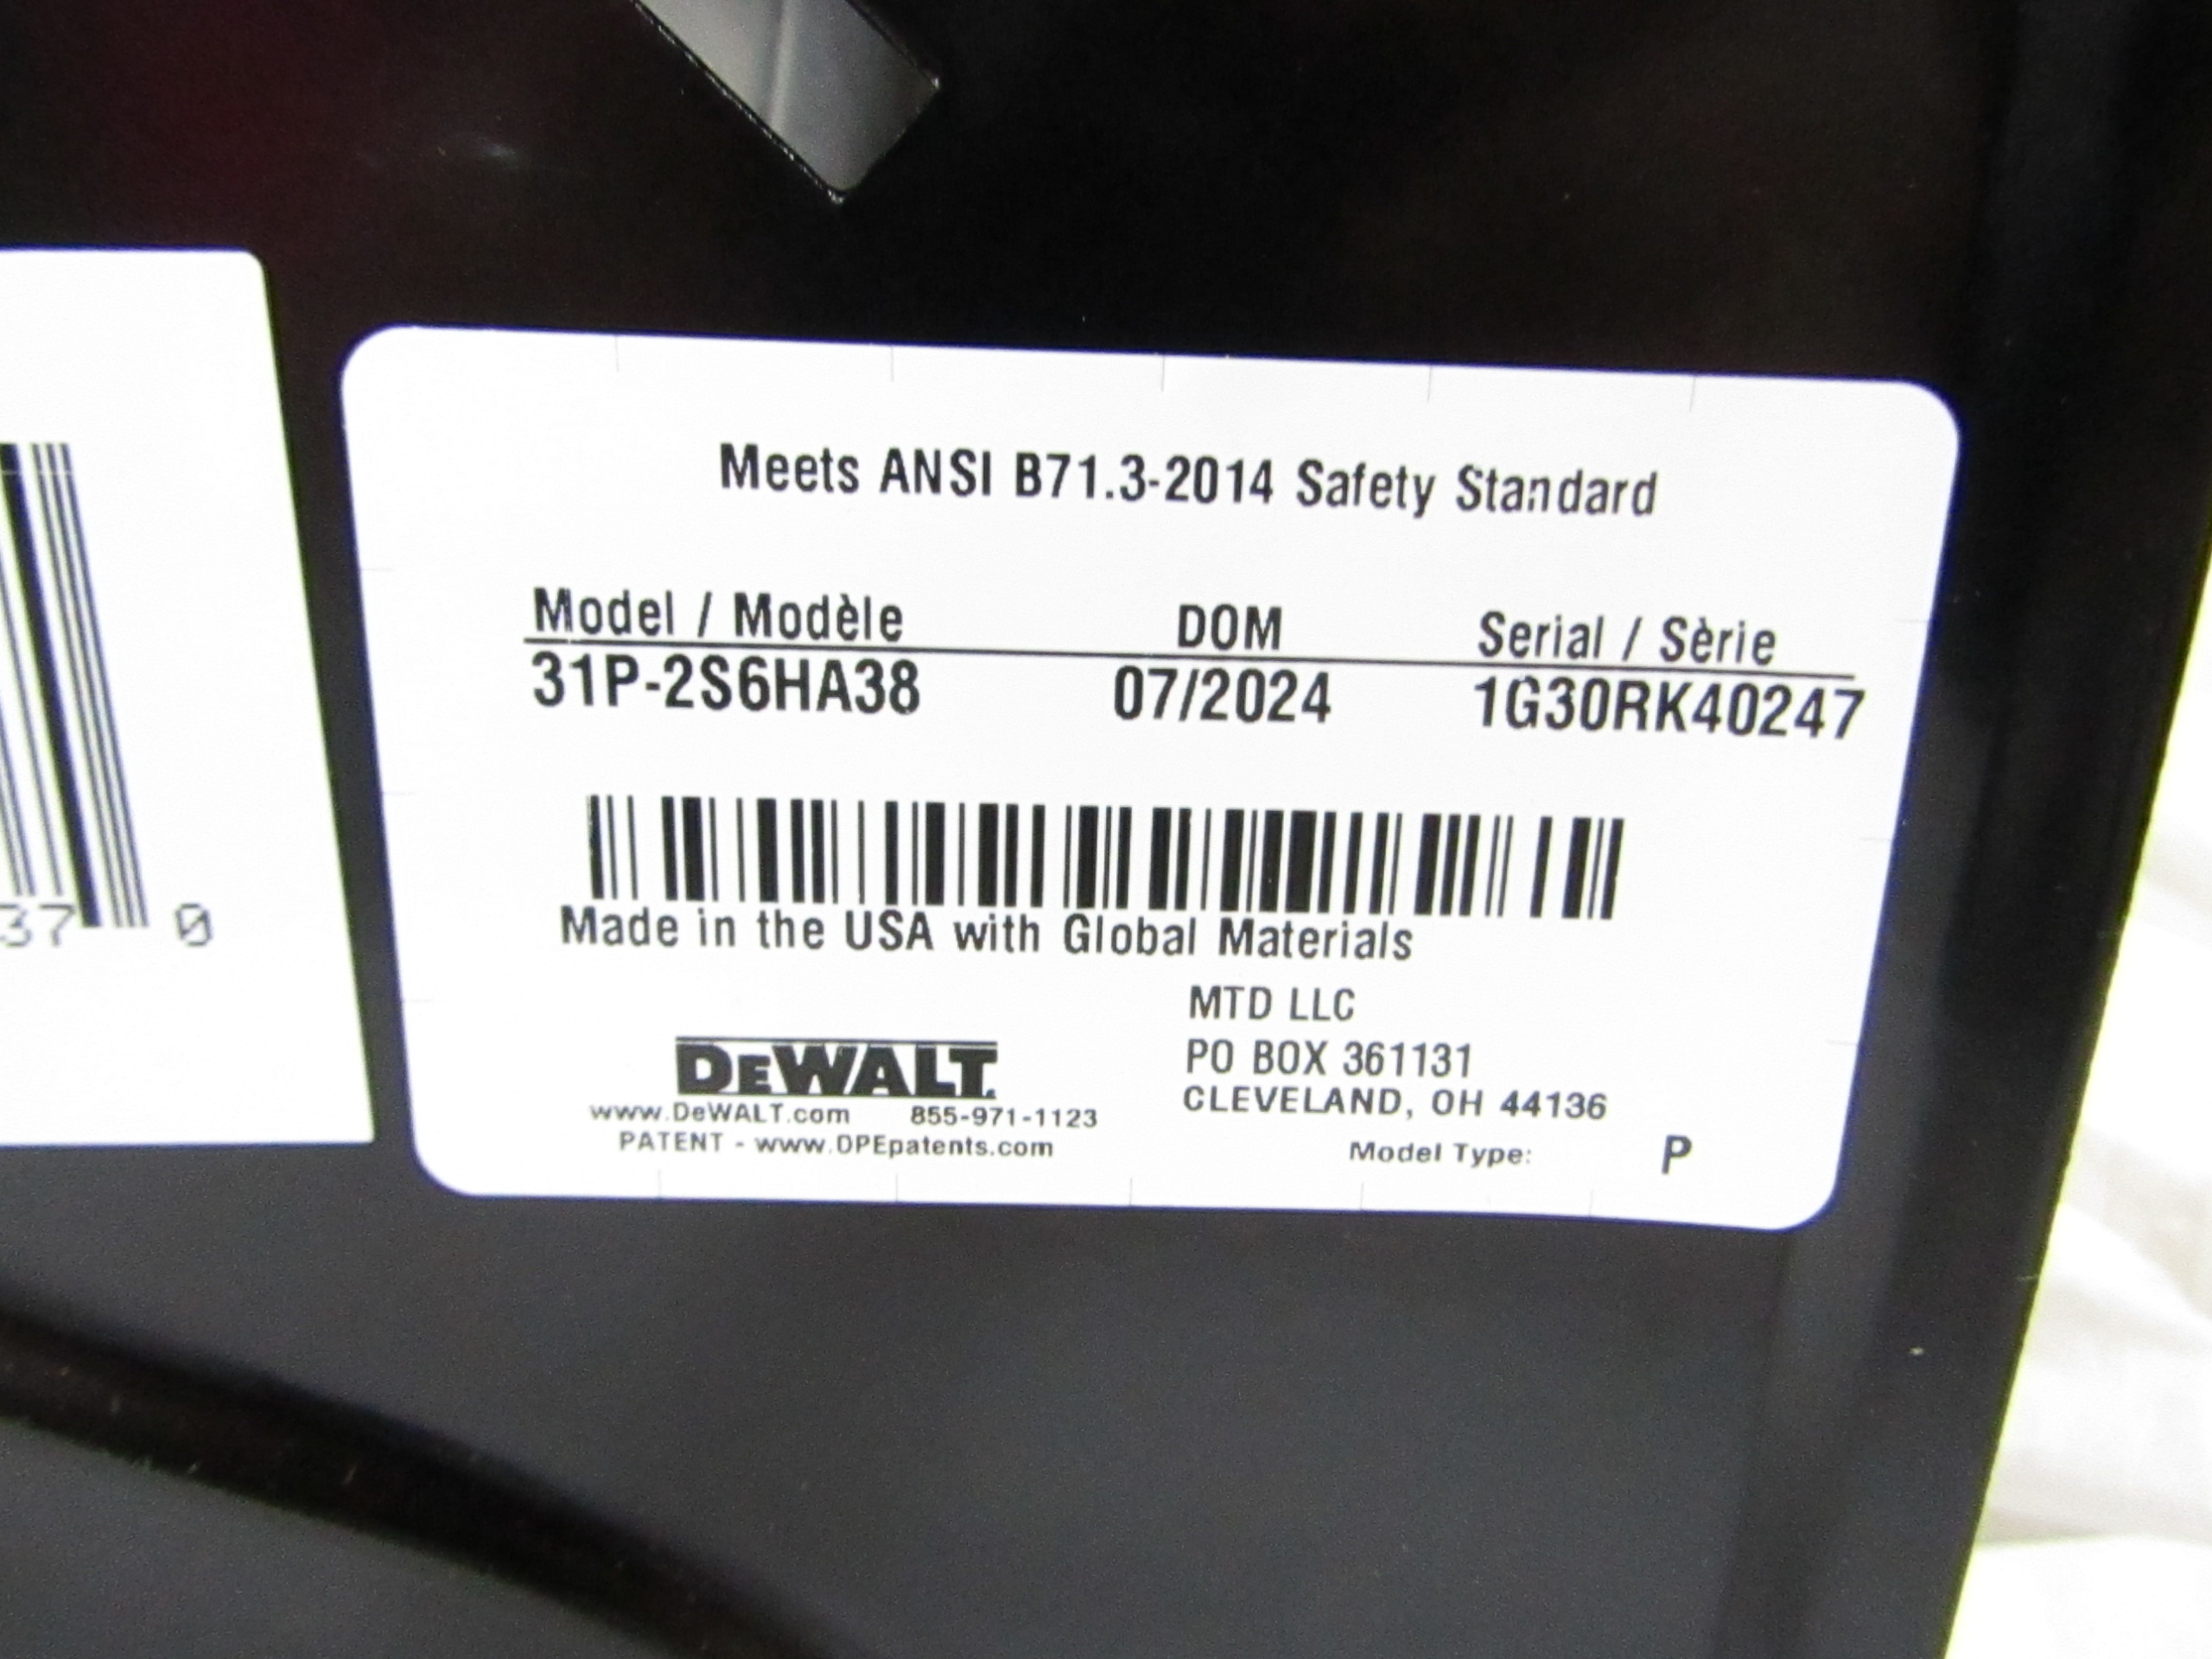 Meets ANSI B71.3-2014 Safety Standard
Model / Modèle DOM Serial / Sèrie
31P-2S6HA38 07/2024 1G30RK40247
37 0
Made in the USA with Global Materials
MTD LLC
PO BOX 361131
CLEVELAND, OH 44136
DEWALT
www.DeWALT.com 855-971-1123
PATENT - www.OPEpatents.com
Model Type: P